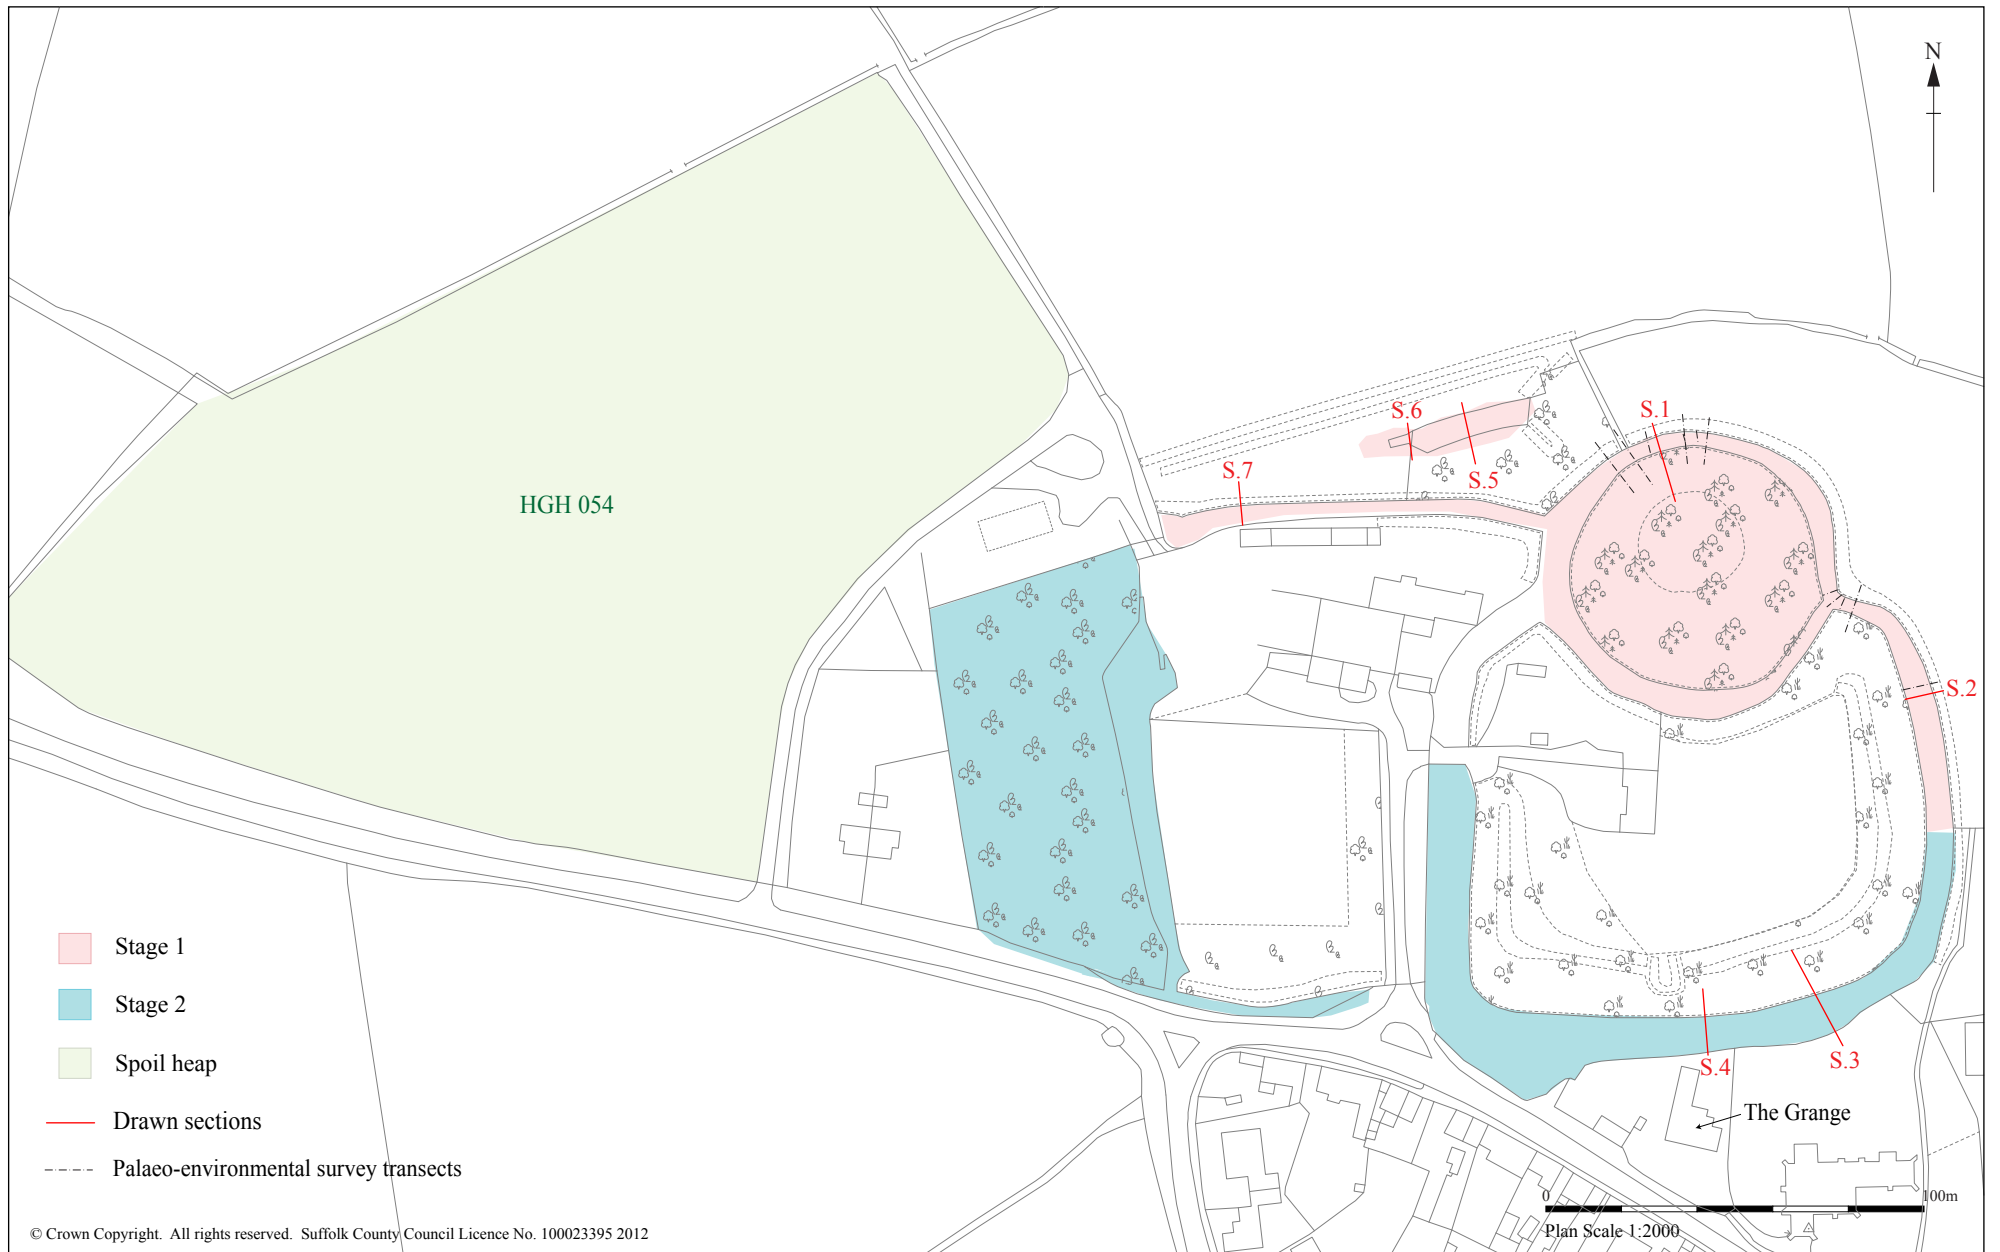 N
S.6
S.1
S.7
S.5
HGH 054
S.2
Stage 1
Stage 2
Spoil heap
S.4
S.3
Drawn sections
The Grange
Palaeo-environmental survey transects
0 100m
Plan Scale 1:2000
© Crown Copyright. All rights reserved. Suffolk County Council Licence No. 100023395 2012